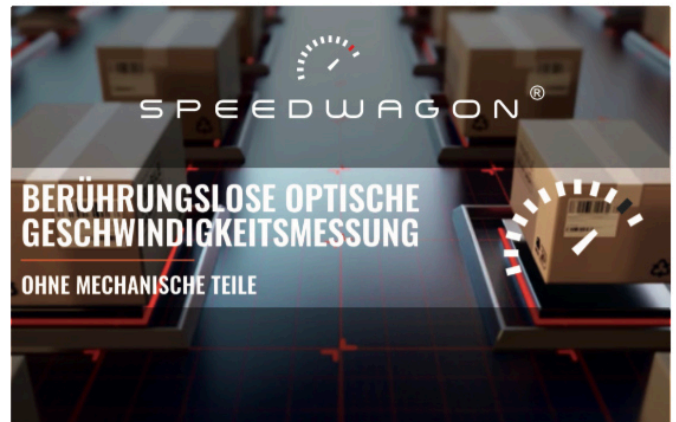 SPEEDWAGON®
BERÜHRUNGSLOSE OPTISCHE
GESCHWINDIGKEITSMESSUNG
OHNE MECHANISCHE TEILE